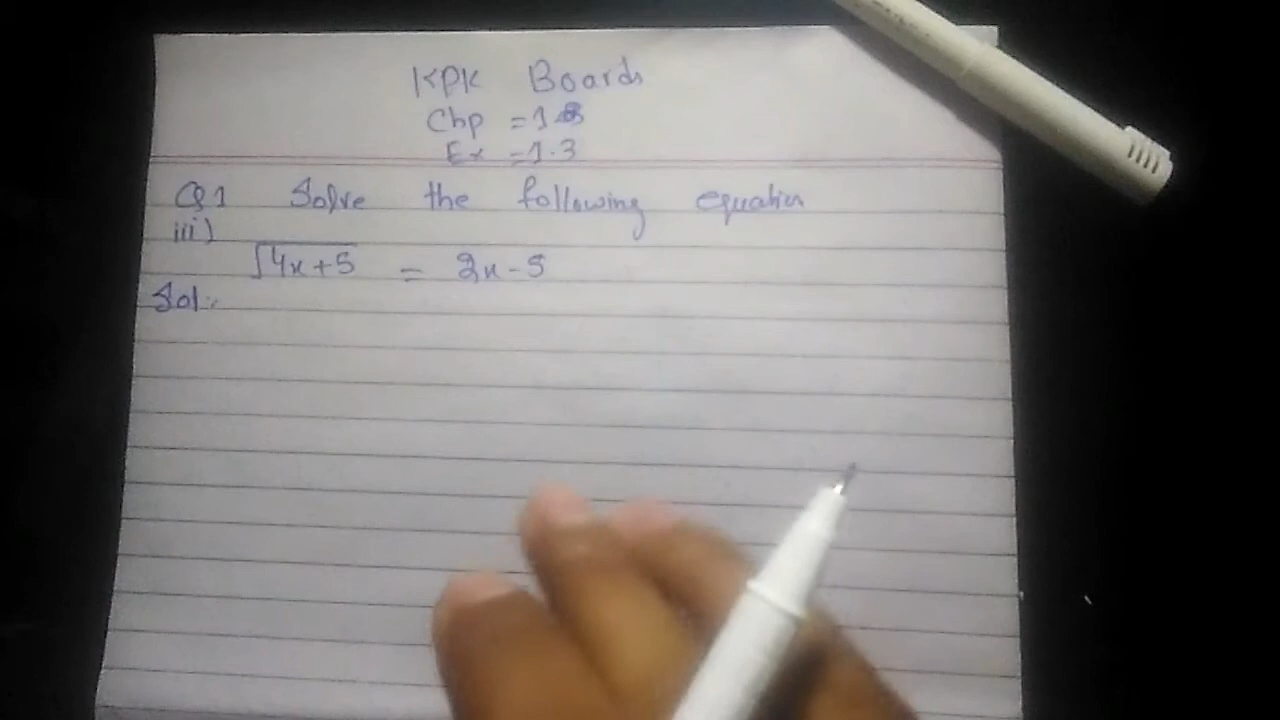 KPK Boards
Chp = 1
Ex = 1.3
Q1 Solve the following equation
iii)
√4x+5 = 2x-5
Sol: